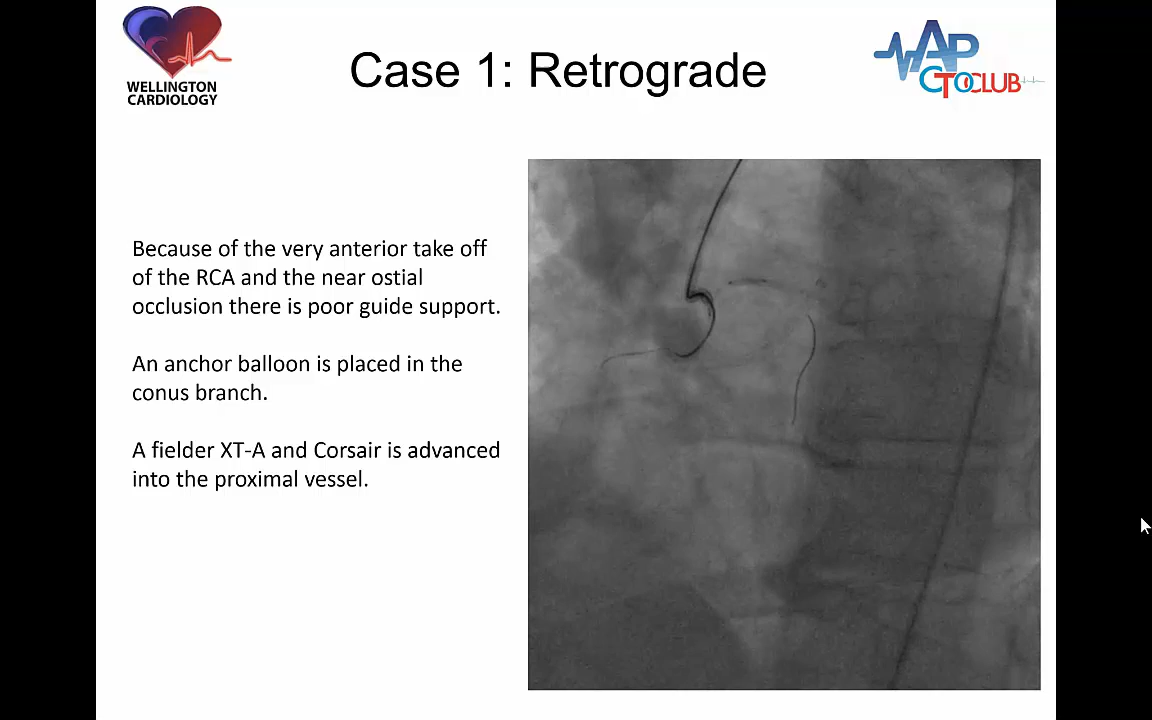 Case 1: Retrograde
WELLINGTON
CARDIOLOGY
AP
CTOCLUB
Because of the very anterior take off
of the RCA and the near ostial
occlusion there is poor guide support.
An anchor balloon is placed in the
conus branch.
A fielder XT-A and Corsair is advanced
into the proximal vessel.